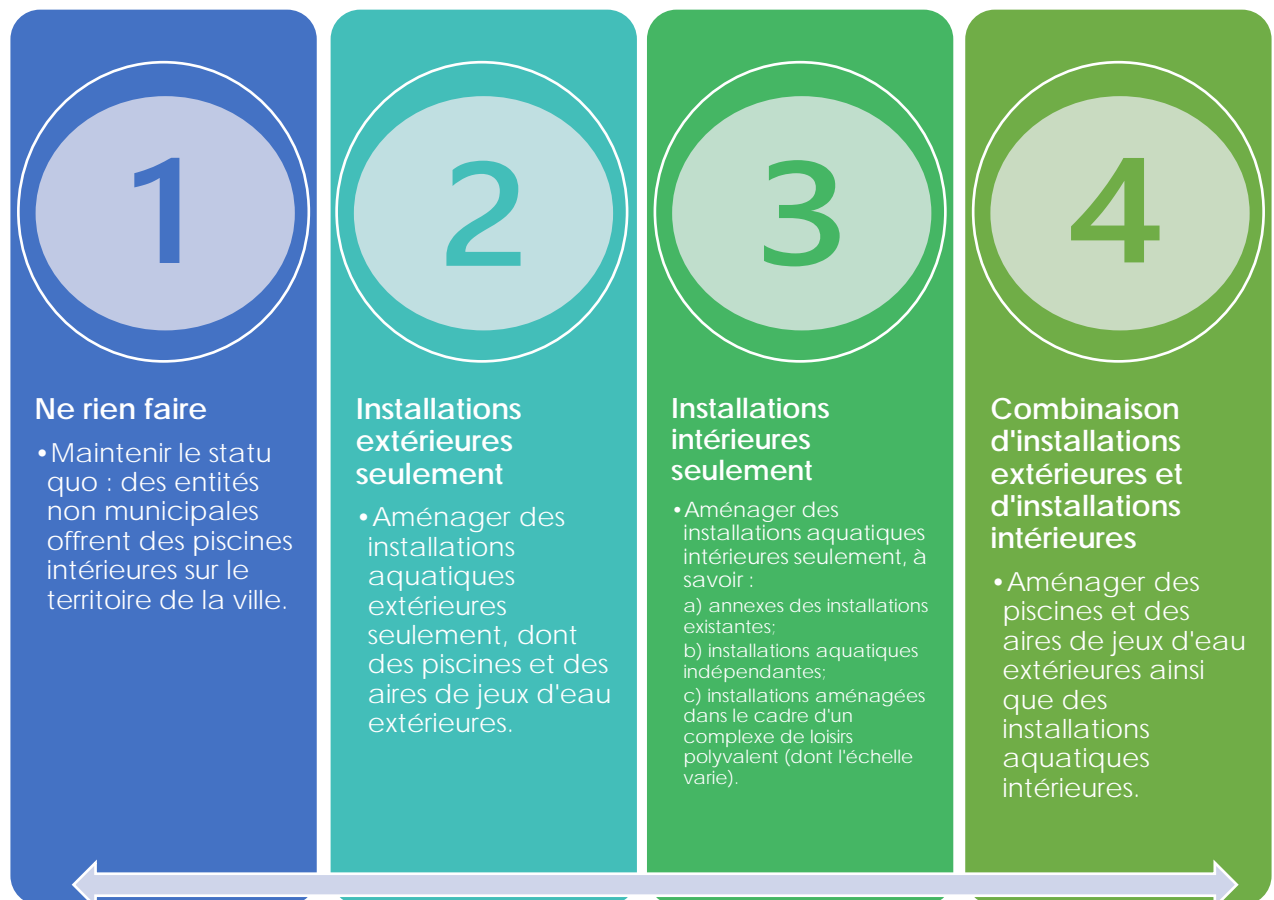 1
Ne rien faire
•Maintenir le statu
quo : des entités
non municipales
offrent des piscines
intérieures sur le
territoire de la ville.
2
Installations
extérieures
seulement
•Aménager des
installations
aquatiques
extérieures
seulement, dont
des piscines et des
aires de jeux d'eau
extérieures.
3
Installations
intérieures
seulement
•Aménager des
installations aquatiques
intérieures seulement, à
savoir :
a) annexes des installations
existantes;
b) installations aquatiques
indépendantes;
c) installations aménagées
dans le cadre d'un
complexe de loisirs
polyvalent (dont l'échelle
varie).
4
Combinaison
d'installations
extérieures et
d'installations
intérieures
•Aménager des
piscines et des
aires de jeux d'eau
extérieures ainsi
que des
installations
aquatiques
intérieures.